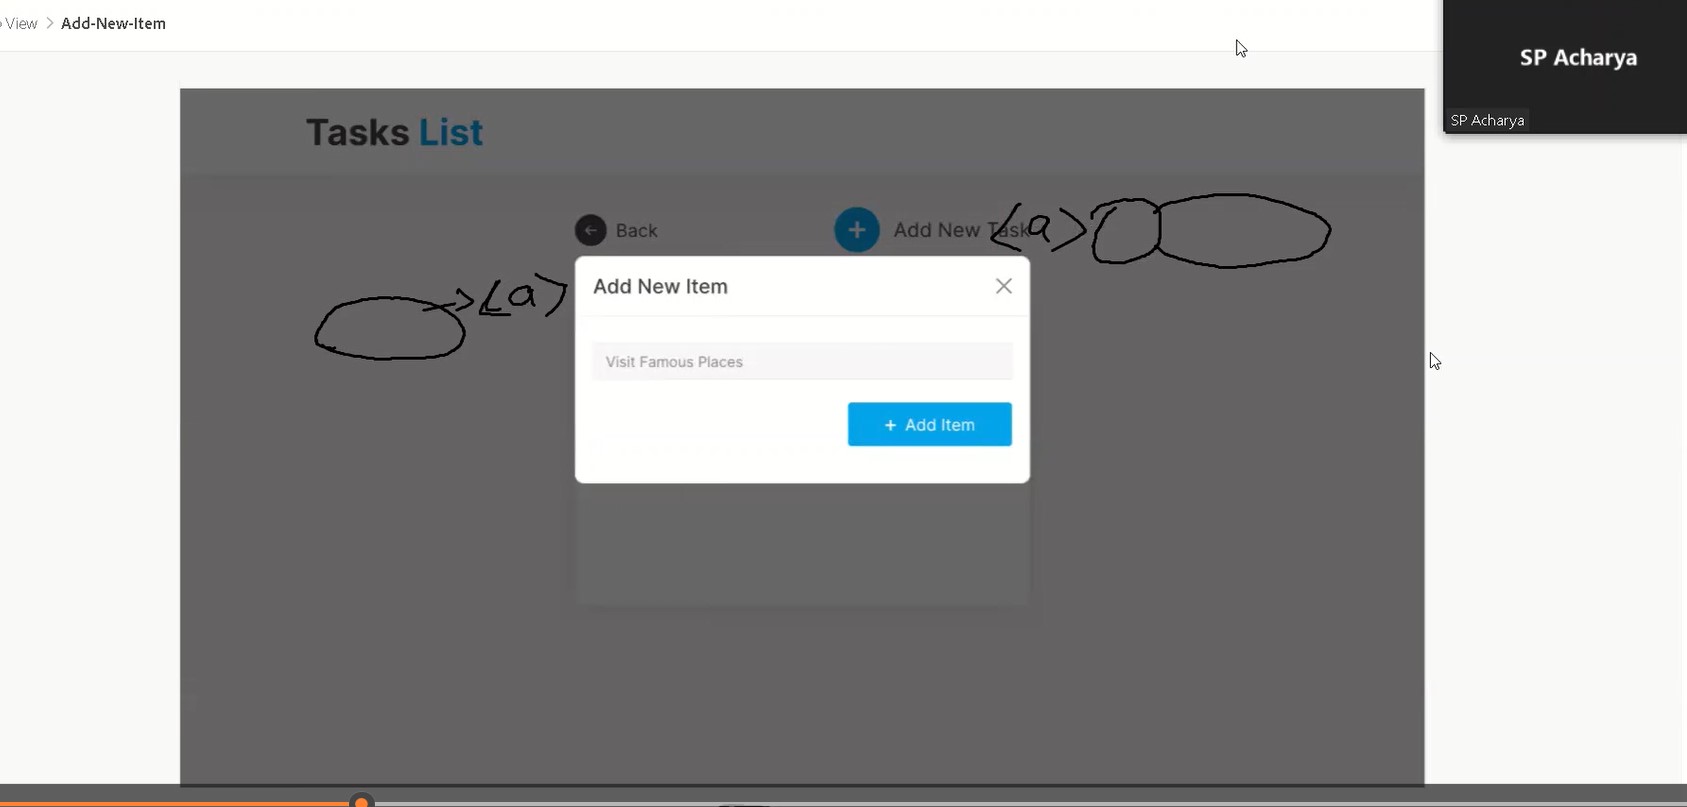 View > Add-New-Item
SP Acharya
SP Acharya
Tasks List
Back
+ Add New Task
<a>
<a>
Add New Item
Visit Famous Places
+ Add Item